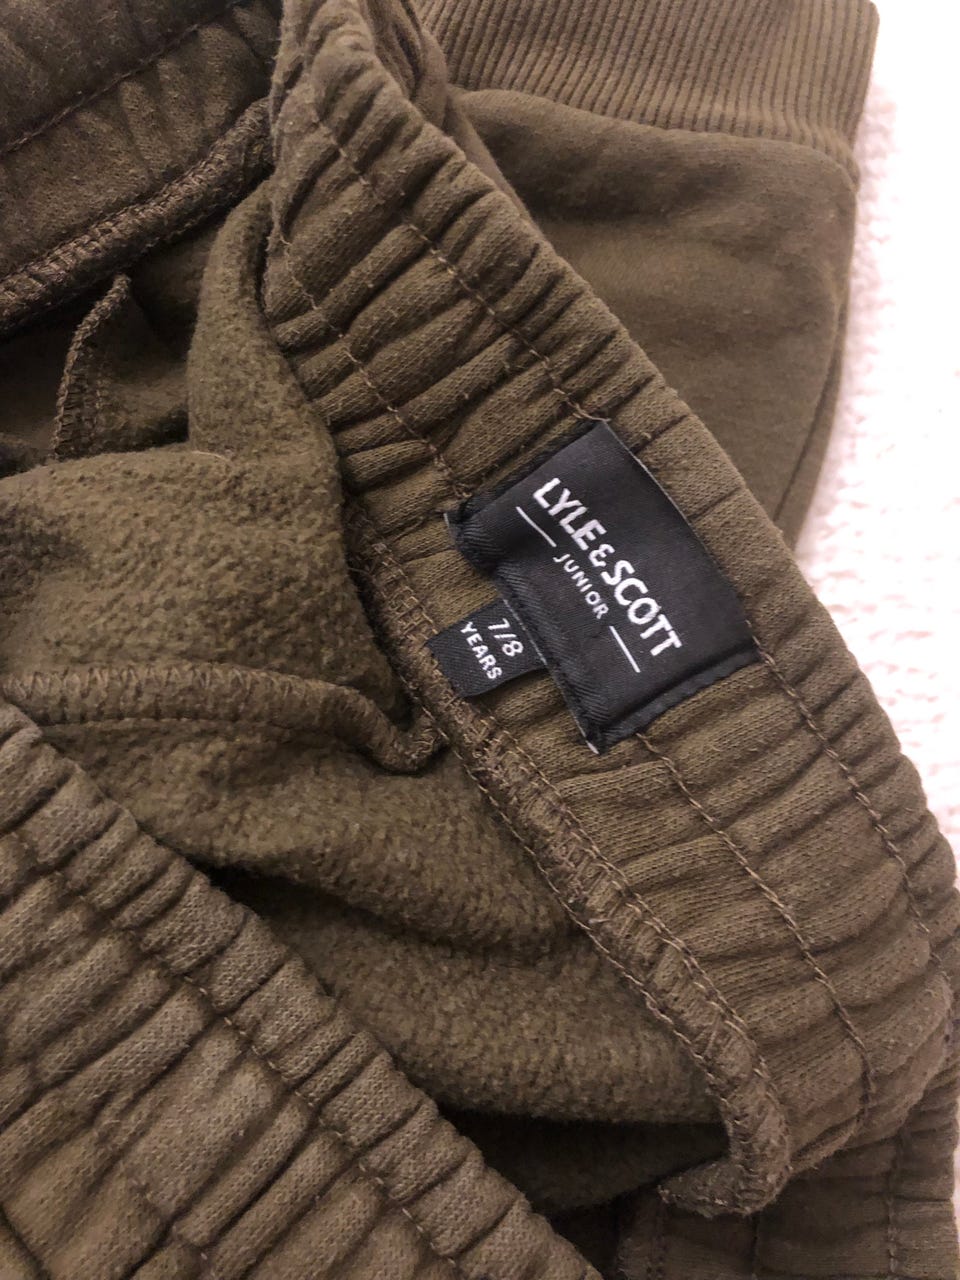 LYLE & SCOTT
JUNIOR
7/8
YEARS